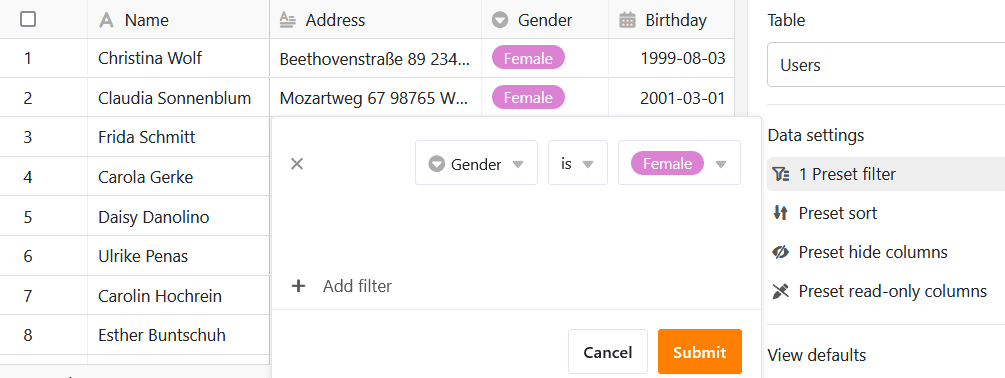 Name Address Gender Birthday
1 Christina Wolf Beethovenstraße 89 234... Female 1999-08-03
2 Claudia Sonnenblum Mozartweg 67 98765 W... Female 2001-03-01
3 Frida Schmitt
4 Carola Gerke
5 Daisy Danolino
6 Ulrike Penas
7 Carolin Hochrein
8 Esther Buntschuh
Gender is Female
Add filter
Cancel Submit
Table
Users
Data settings
1 Preset filter
Preset sort
Preset hide columns
Preset read-only columns
View defaults